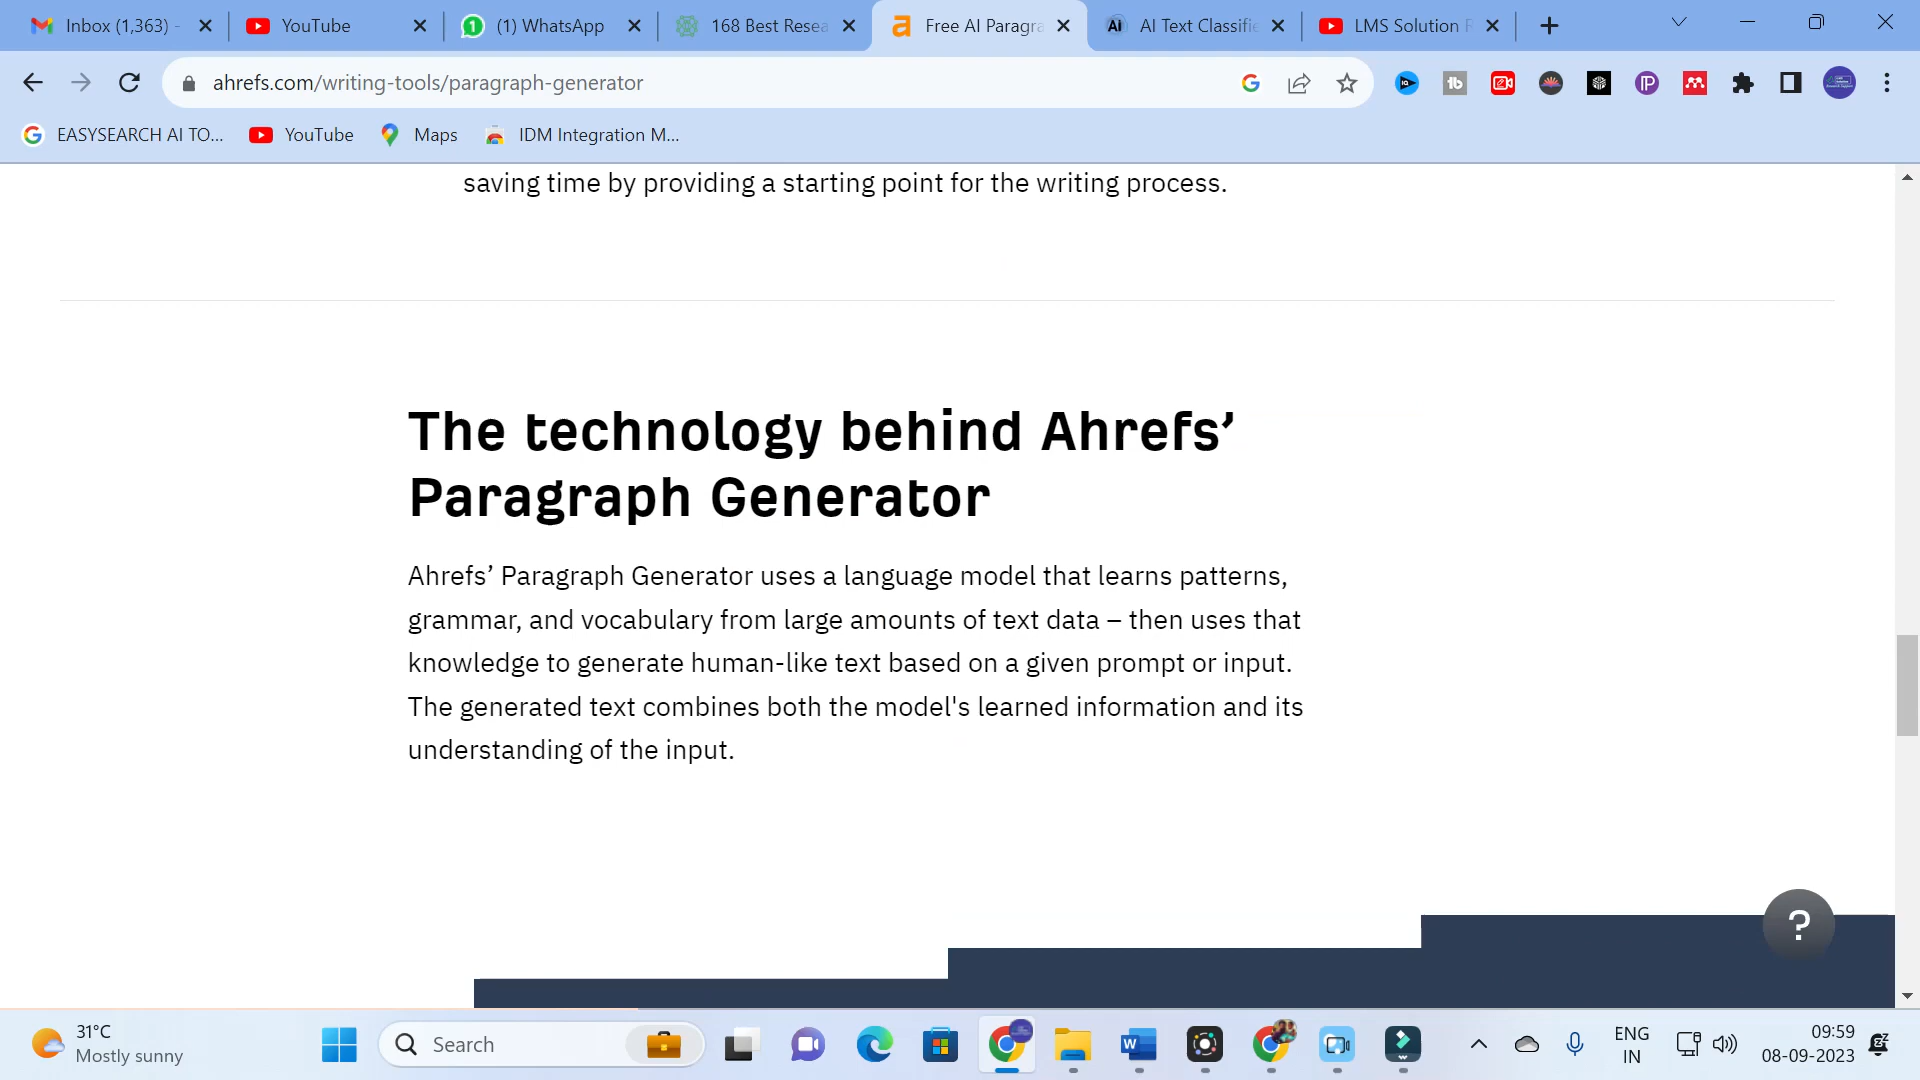 Inbox (1,363) -
YouTube
(1) WhatsApp
168 Best Resea
Free AI Paragra
AI Text Classifie
LMS Solution R
ahrefs.com/writing-tools/paragraph-generator
EASYSEARCH AI TO...
YouTube
Maps
IDM Integration M...
saving time by providing a starting point for the writing process.
The technology behind Ahrefs’
Paragraph Generator
Ahrefs’ Paragraph Generator uses a language model that learns patterns,
grammar, and vocabulary from large amounts of text data – then uses that
knowledge to generate human-like text based on a given prompt or input.
The generated text combines both the model's learned information and its
understanding of the input.
?
31°C
Mostly sunny
Search
ENG
IN
09:59
08-09-2023